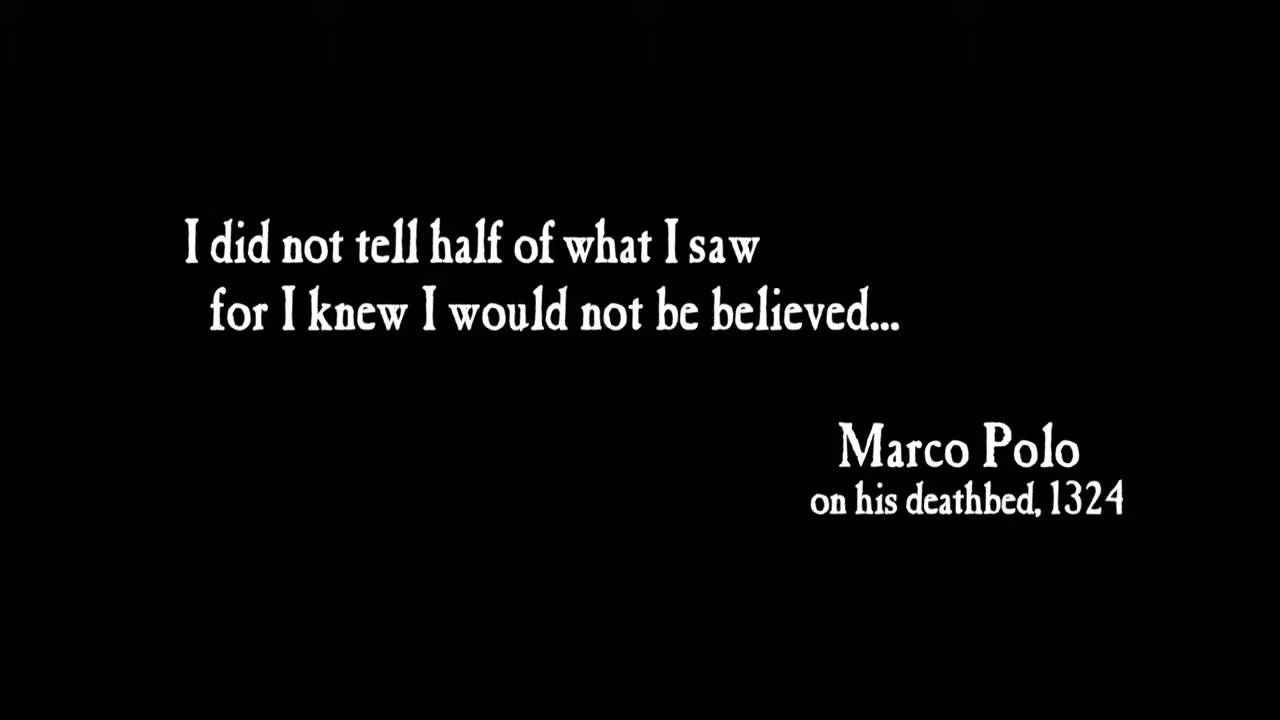 I did not tell half of what I saw
for I knew I would not be believed...
Marco Polo
on his deathbed, 1324